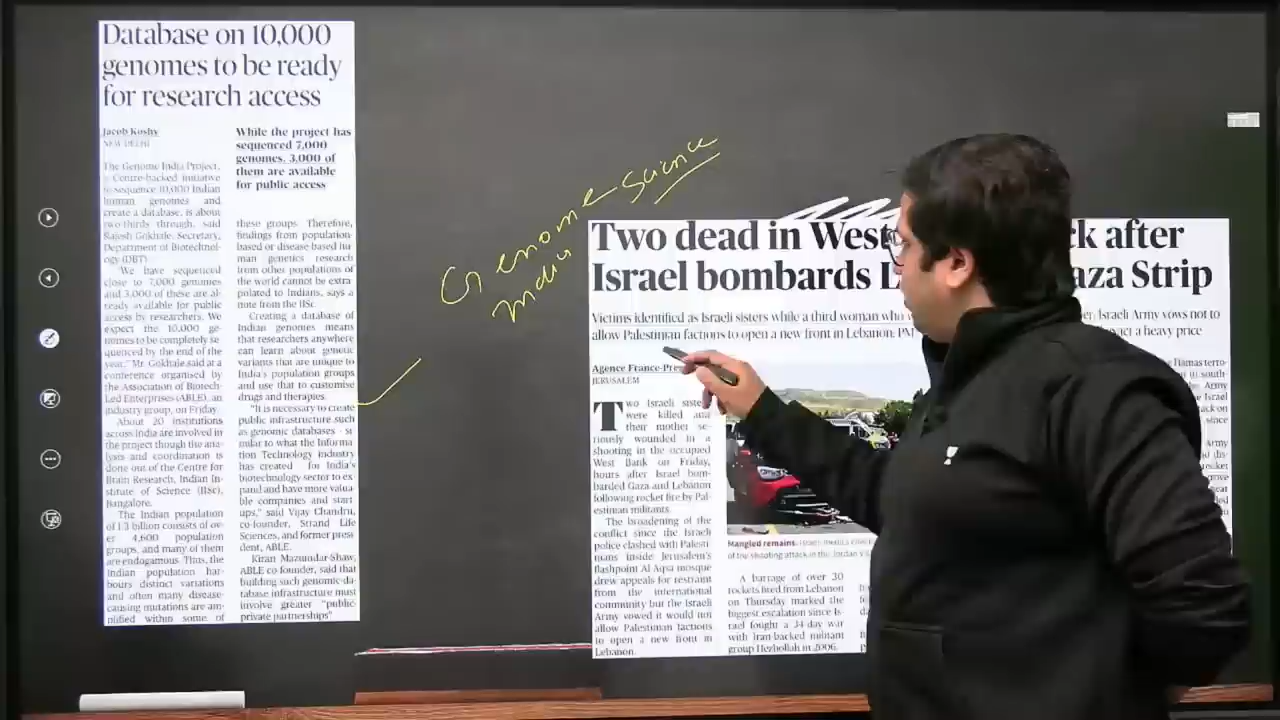 Database on 10,000
genomes to be ready
for research access
Jacob Koshy
NEW DELHI
The Genome India Project,
a Centre-backed initiative
to sequence 10,000 Indian
human genomes and
create a database, is about
two-thirds through, said
Rajesh Gokhale, Secretary,
Department of Biotechnol-
ogy (DBT).
"We have sequenced
close to 7,000 genomes
and 3,000 of these are al-
ready available for public
access by researchers. We
expect the 10,000 ge-
nomes to be completely se-
quenced by the end of the
year," Mr. Gokhale said at a
conference organised by
the Association of Biotech-
Led Enterprises (ABLE), an
industry group, on Friday.
About 20 institutions
across India are involved in
the project though the ana-
lysis and coordination is
done out of the Centre for
Brain Research, Indian In-
stitute of Science (IISc),
Bangalore.
The Indian population
of 1.3 billion consists of ov-
er 4,600 population
groups, and many of them
are endogamous. Thus, the
Indian population har-
bours distinct variations
and often many disease-
causing mutations are am-
plified within some of
While the project has
sequenced 7,000
genomes, 3,000 of
them are available
for public access
these groups. Therefore,
findings from population-
based or disease based hu-
man genetics research
from other populations of
the world cannot be extra
polated to Indians, says a
note from the IISc.
Creating a database of
Indian genomes means
that researchers anywhere
can learn about genetic
variants that are unique to
India's population groups
and use that to customise
drugs and therapies.
"It is necessary to create
public infrastructure such
as genomic databases - si-
milar to what the Informa-
tion Technology industry
has created for India's
biotechnology sector to ex-
pand and have more valua-
ble companies and start
ups," said Vijay Chandru,
co-founder, Strand Life
Sciences, and former presi-
dent, ABLE.
Kiran Mazumdar-Shaw,
ABLE co founder, said that
building such genomic-da-
tabase infrastructure must
involve greater "public-
private partnerships"
Genome Science
India
Two dead in West ck after
Israel bombards L aza Strip
Victims identified as Israeli sisters while a third woman who Israeli Army vows not to
allow Palestinian factions to open a new front in Lebanon; PM a heavy price
Agence France-Pre
JERUSALEM
Two Israeli siste
were killed and
their mother se-
riously wounded in a
shooting in the occupied
West Bank on Friday,
hours after Israel bom-
barded Gaza and Lebanon
following rocket fire by Pal-
estinian militants.
The broadening of the
conflict since the Israeli
police clashed with Palesti-
nians inside Jerusalem's
flashpoint Al Aqsa mosque
drew appeals for restraint
from the international
community but the Israeli
Army vowed it would not
allow Palestinian factions
to open a new front in
Lebanon.
Mangled remains: Israeli medics
of the shooting attack in the Jordan V
A barrage of over 30
rockets fired from Lebanon
on Thursday marked the
biggest escalation since Is-
rael fought a 34-day war
with Iran-backed militant
group Hezbollah in 2006.
Hamas
in south-
Army
Israel
since
Army
rocket